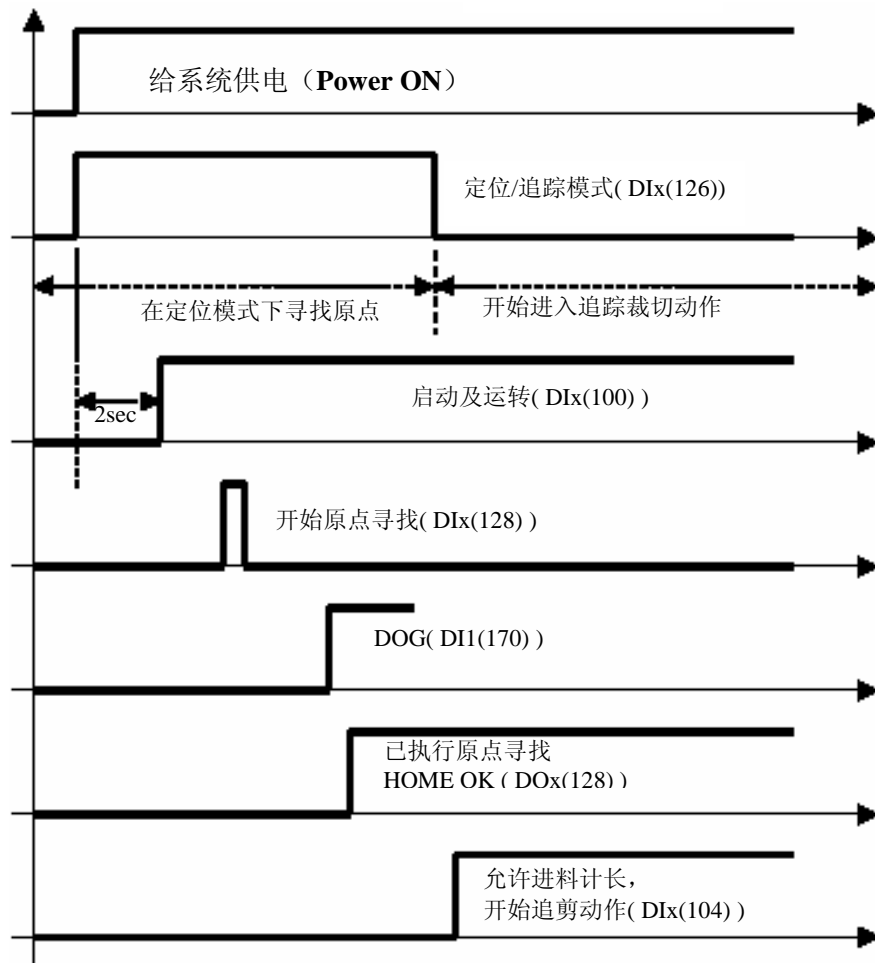 给系统供电（Power ON）
定位/追踪模式( DIx(126))
在定位模式下寻找原点
开始进入追踪裁切动作
启动及运转( DIx(100) )
2sec
开始原点寻找( DIx(128) )
DOG( DI1(170) )
已执行原点寻找
HOME OK ( DOx(128) )
允许进料计长，
开始追剪动作( DIx(104) )